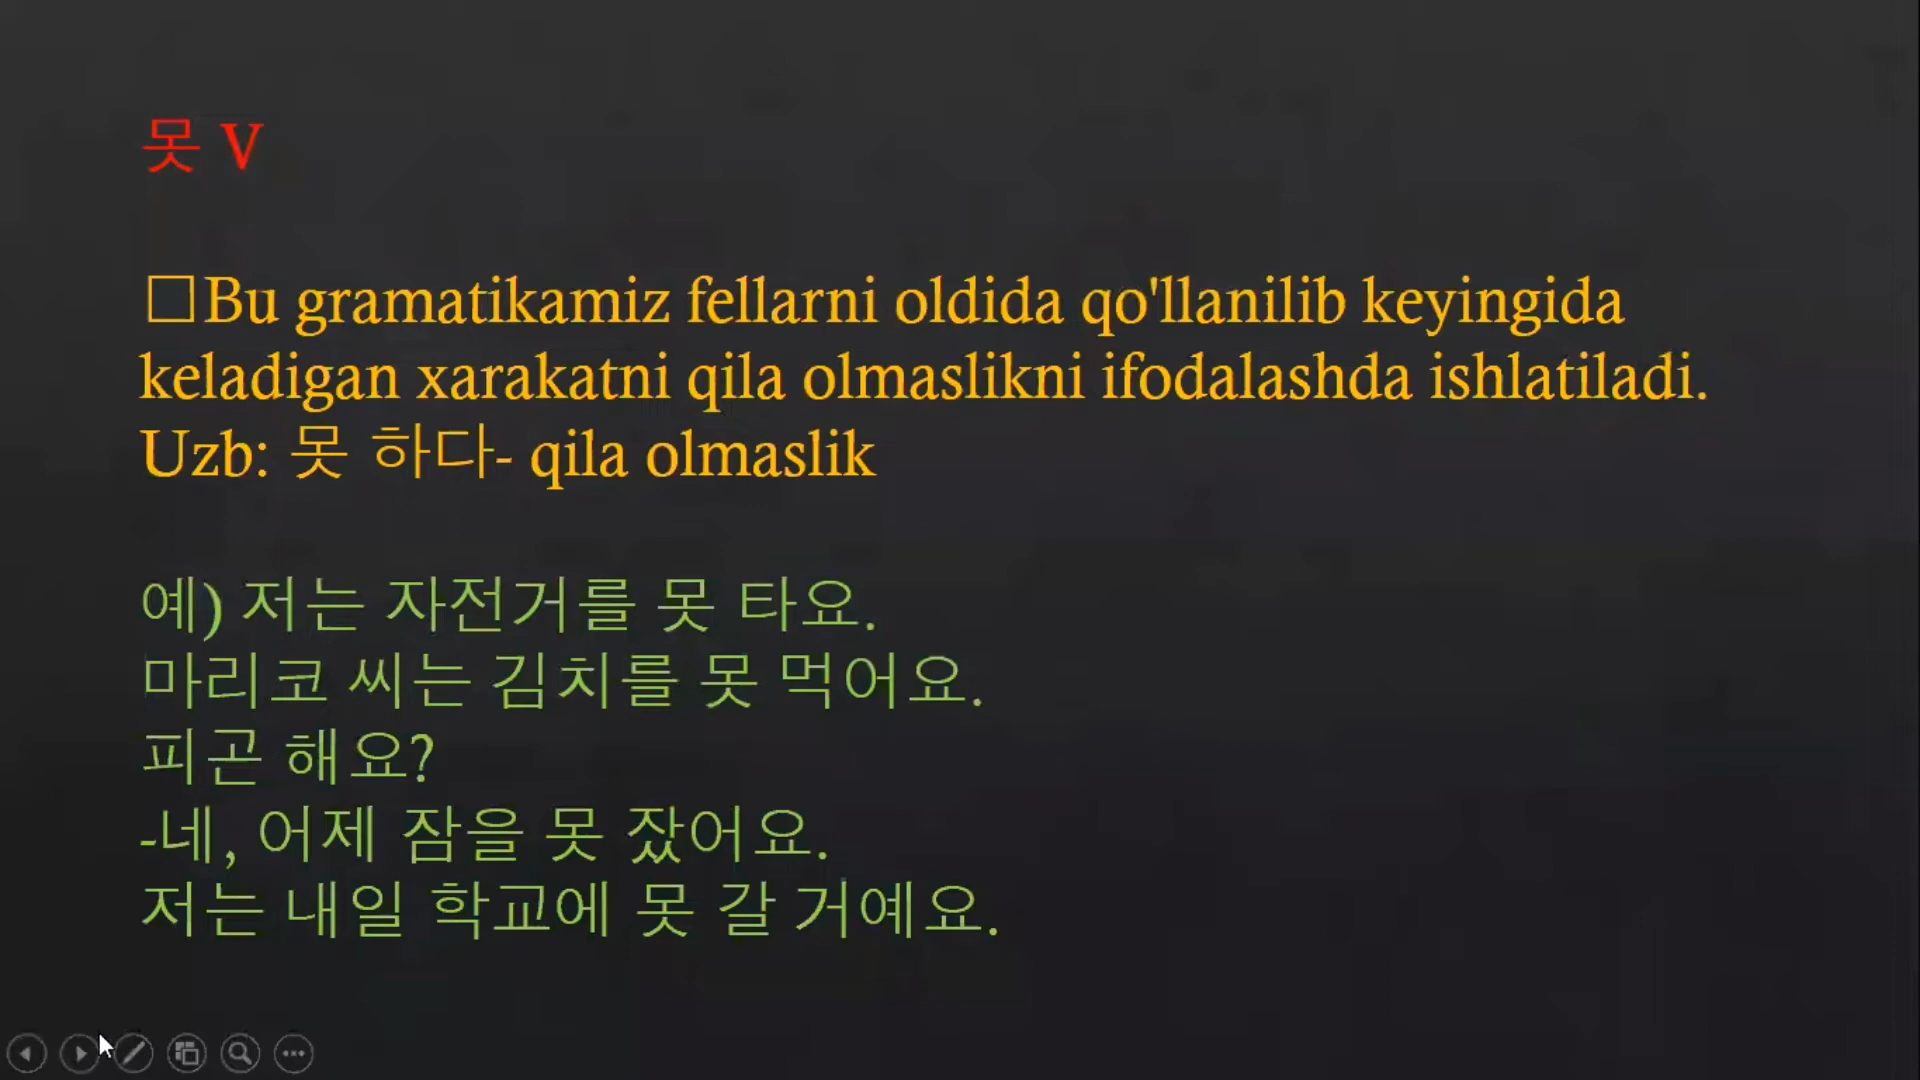 못 V
□Bu gramatikamiz fellarni oldida qo'llanilib keyingida
keladigan xarakatni qila olmaslikni ifodalashda ishlatiladi.
Uzb: 못 하다- qila olmaslik
예) 저는 자전거를 못 타요.
마리코 씨는 김치를 못 먹어요.
피곤 해요?
-네, 어제 잠을 못 잤어요.
저는 내일 학교에 못 갈 거예요.